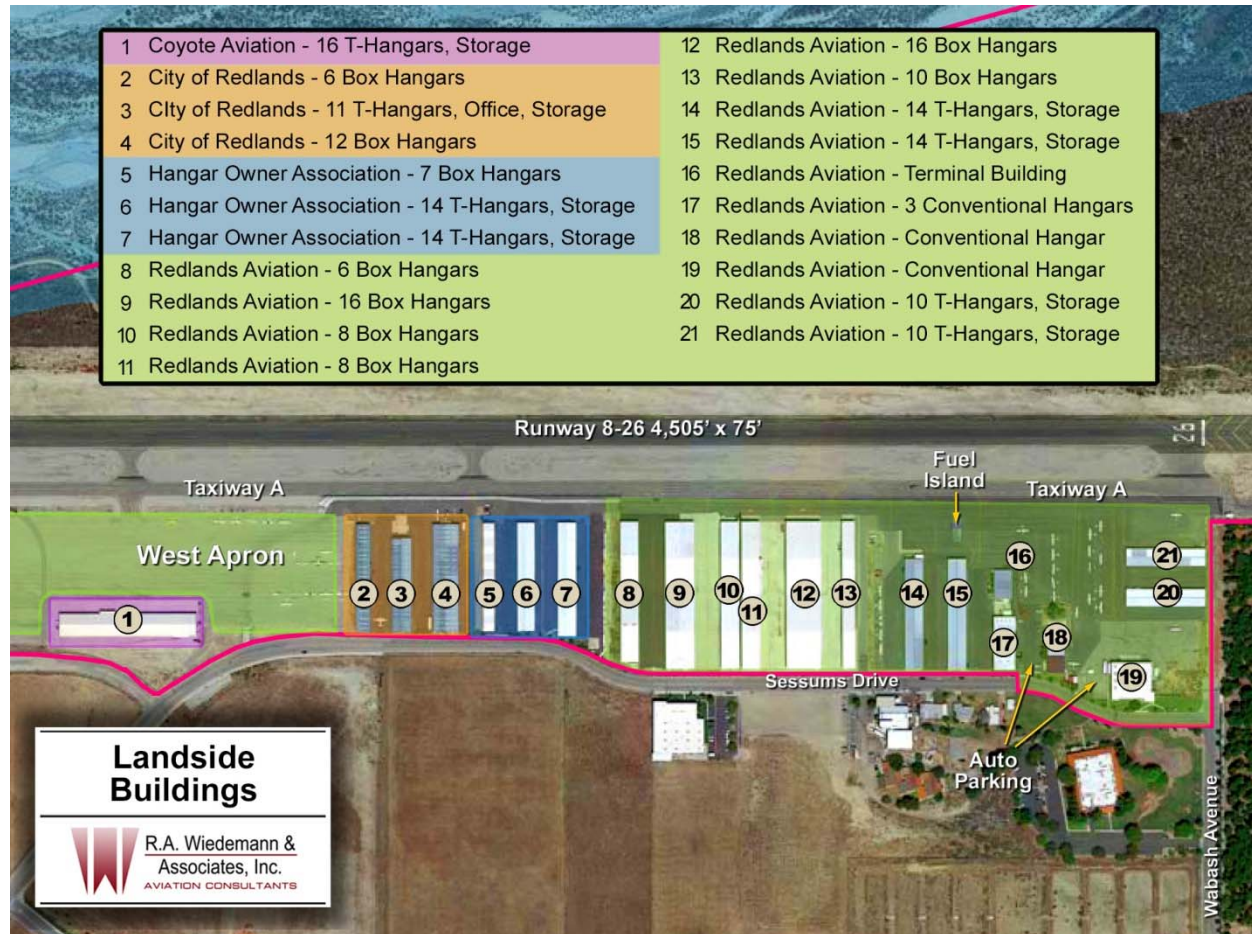 1 Coyote Aviation - 16 T-Hangars, Storage
2 City of Redlands - 6 Box Hangars
3 CIty of Redlands - 11 T-Hangars, Office, Storage
4 City of Redlands - 12 Box Hangars
5 Hangar Owner Association - 7 Box Hangars
6 Hangar Owner Association - 14 T-Hangars, Storage
7 Hangar Owner Association - 14 T-Hangars, Storage
8 Redlands Aviation - 6 Box Hangars
9 Redlands Aviation - 16 Box Hangars
10 Redlands Aviation - 8 Box Hangars
11 Redlands Aviation - 8 Box Hangars
12 Redlands Aviation - 16 Box Hangars
13 Redlands Aviation - 10 Box Hangars
14 Redlands Aviation - 14 T-Hangars, Storage
15 Redlands Aviation - 14 T-Hangars, Storage
16 Redlands Aviation - Terminal Building
17 Redlands Aviation - 3 Conventional Hangars
18 Redlands Aviation - Conventional Hangar
19 Redlands Aviation - Conventional Hangar
20 Redlands Aviation - 10 T-Hangars, Storage
21 Redlands Aviation - 10 T-Hangars, Storage
Runway 8-26 4,505' x 75'
26
Taxiway A
Fuel
Island
Taxiway A
West Apron
1
2
3
4
5
6
7
8
9
10
11
12
13
14
15
16
17
18
19
20
21
Sessums Drive
Auto
Parking
Wabash Avenue
Landside
Buildings
R.A. Wiedemann &
Associates, Inc.
AVIATION CONSULTANTS